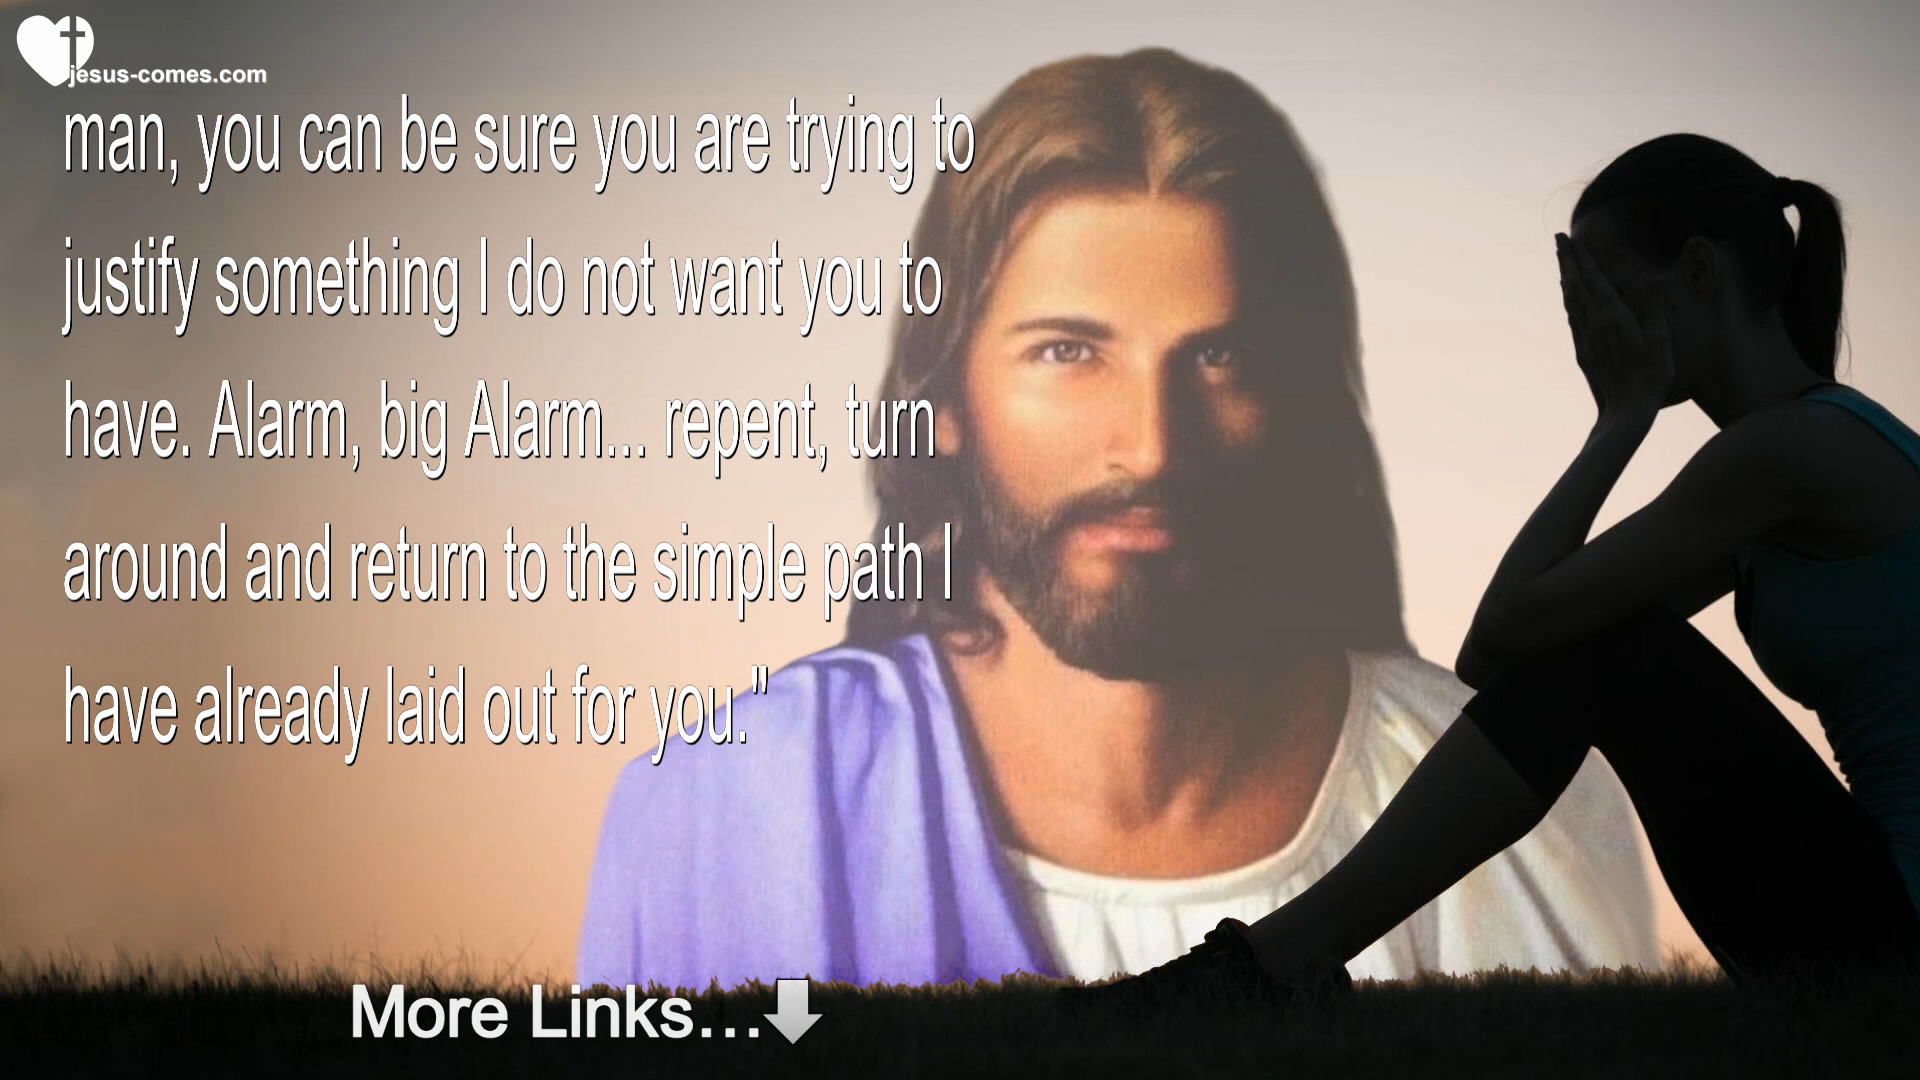 jesus-comes.com
man, you can be sure you are trying to
justify something I do not want you to
have. Alarm, big Alarm... repent, turn
around and return to the simple path I
have already laid out for you."
More Links...